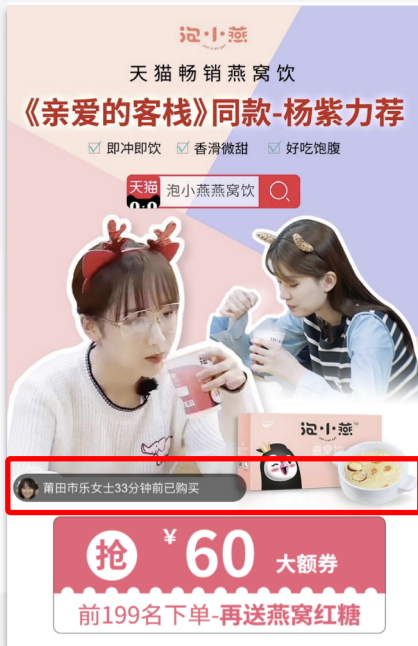 泡·小·燕
天猫畅销燕窝饮
《亲爱的客栈》同款-杨紫力荐
即冲即饮 香滑微甜 好吃饱腹
天猫 泡小燕燕窝饮
泡·小·燕
莆田市乐女士33分钟前已购买
抢 ¥60 大额券
前199名下单-再送燕窝红糖